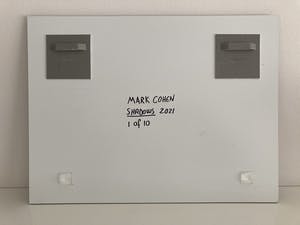 MARK COHEN
SHADOWS 2021
1 of 10